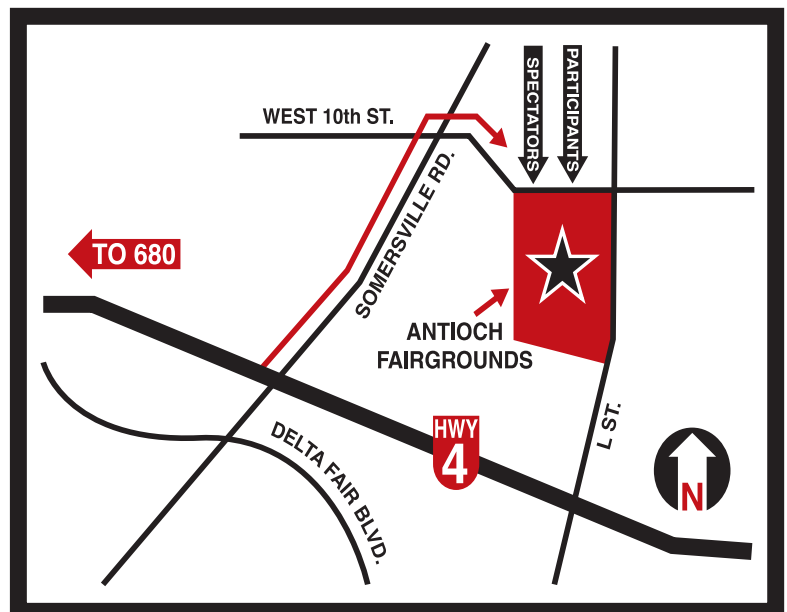 SPECTATORS
PARTICIPANTS
WEST 10th ST.
SOMERSVILLE RD.
TO 680
ANTIOCH
FAIRGROUNDS
HWY
4
L ST.
DELTA FAIR BLVD.
N